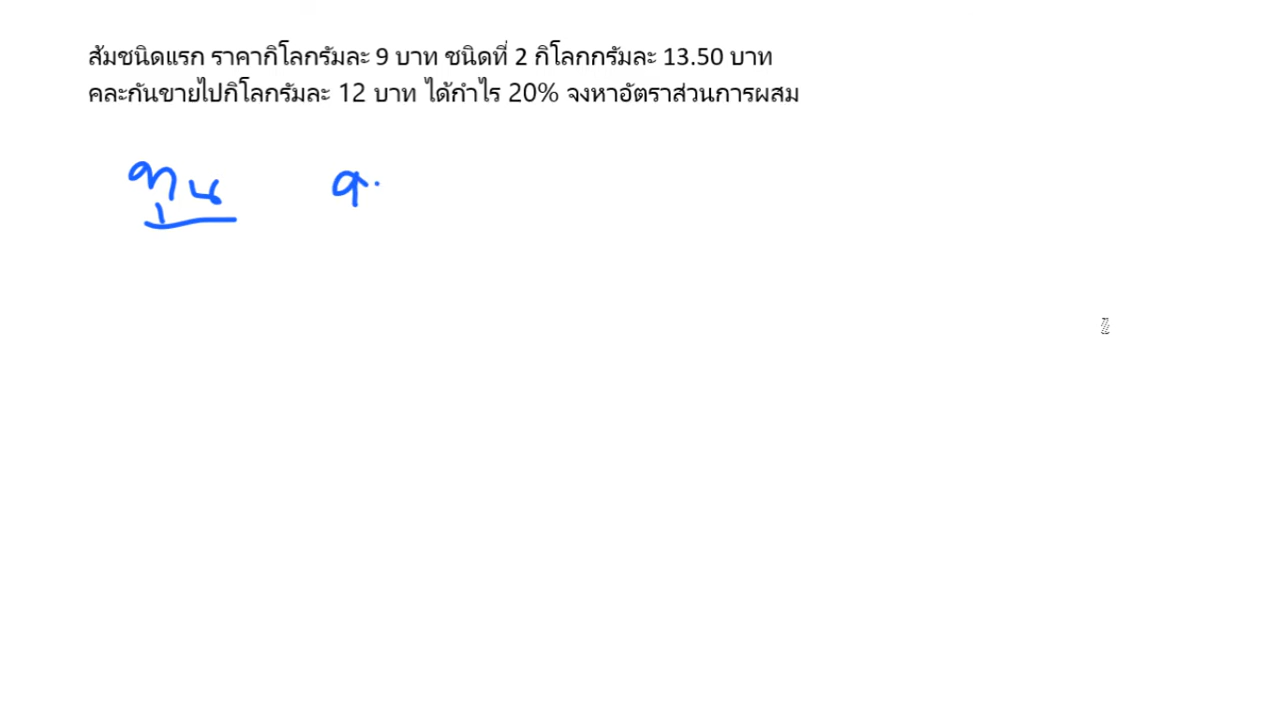 ส้มชนิดแรก ราคากิโลกรัมละ 9 บาท ชนิดที่ 2 กิโลกกรัมละ 13.50 บาท
คละกันขายไปกิโลกรัมละ 12 บาท ได้กำไร 20% จงหาอัตราส่วนการผสม
ทุน